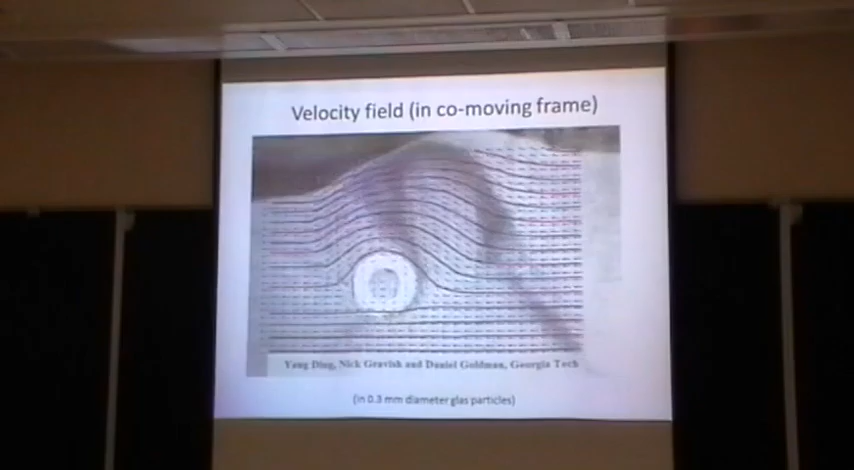 Velocity field (in co-moving frame)
Yang Ding, Nick Gravish and Daniel Goldman, Georgia Tech
(in 0.3 mm diameter glas particles)